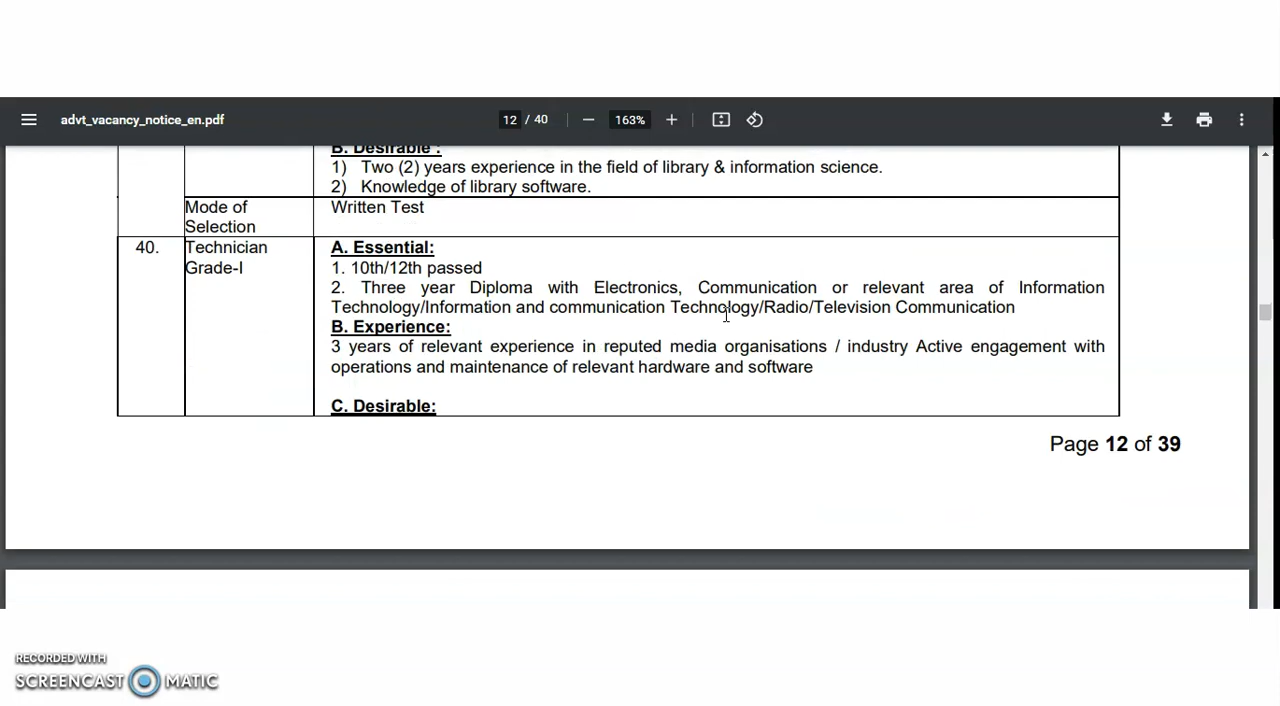 advt_vacancy_notice_en.pdf
12 / 40
163%
B. Desirable :
1) Two (2) years experience in the field of library & information science.
2) Knowledge of library software.
Mode of Selection
Written Test
40.
Technician Grade-I
A. Essential:
1. 10th/12th passed
2. Three year Diploma with Electronics, Communication or relevant area of Information
Technology/Information and communication Technology/Radio/Television Communication
B. Experience:
3 years of relevant experience in reputed media organisations / industry Active engagement with
operations and maintenance of relevant hardware and software
C. Desirable:
Page 12 of 39
RECORDED WITH
SCREENCAST MATIC